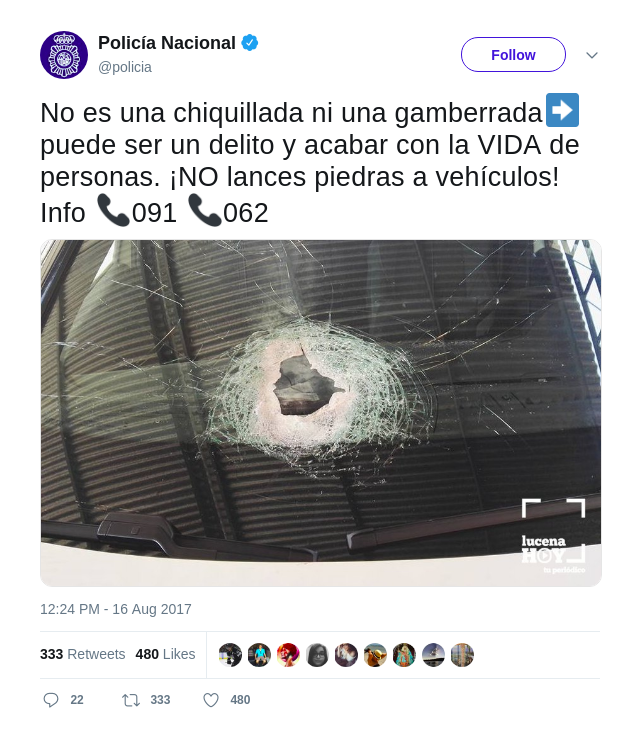 Policía Nacional
@policia
Follow
No es una chiquillada ni una gamberrada➡️
puede ser un delito y acabar con la VIDA de
personas. ¡NO lances piedras a vehículos!
Info 📞091 📞062
lucena
HOY
tu periódico
12:24 PM - 16 Aug 2017
333 Retweets 480 Likes
22 333 480